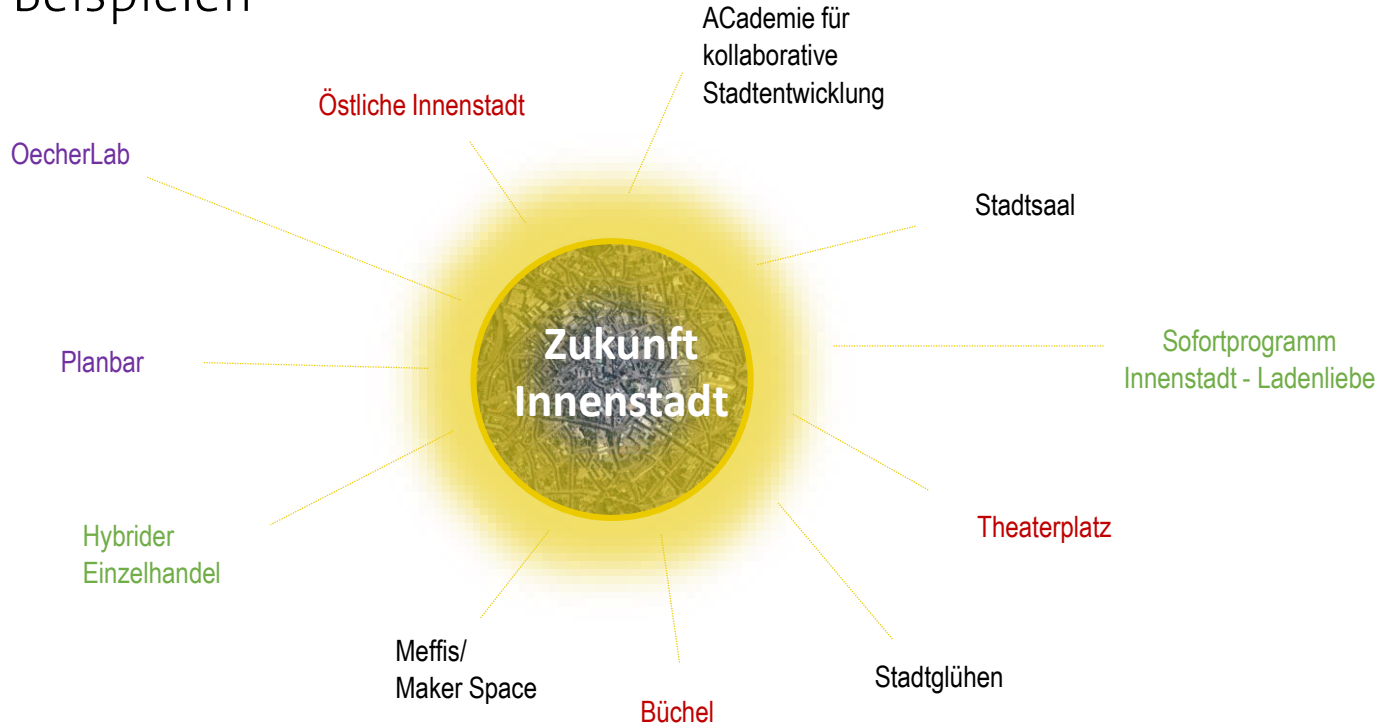 Beispielen
ACademie für
kollaborative
Stadtentwicklung
Östliche Innenstadt
OecherLab
Stadtsaal
Zukunft
Innenstadt
Sofortprogramm
Innenstadt - Ladenliebe
Planbar
Hybrider
Einzelhandel
Theaterplatz
Meffis/
Maker Space
Stadtglühen
Büchel